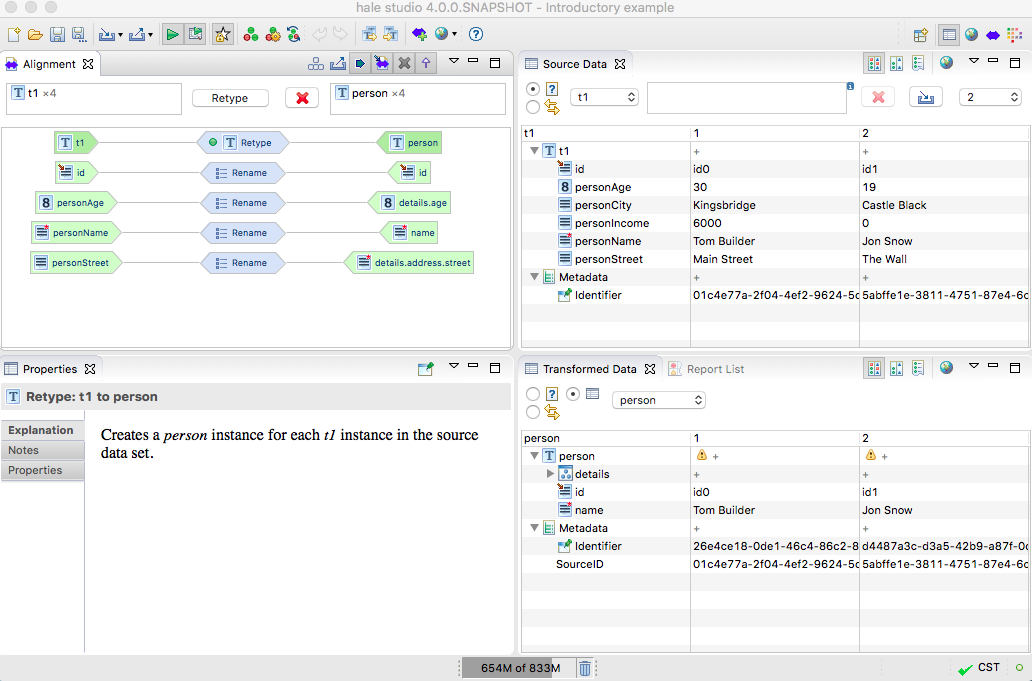 hale studio 4.0.0.SNAPSHOT - Introductory example
Alignment
t1 ×4
Retype
person ×4
t1 Retype person
id Rename id
personAge Rename details.age
personName Rename name
personStreet Rename details.address.street
Source Data
t1
2
t1 1 2
t1 + +
id id0 id1
personAge 30 19
personCity Kingsbridge Castle Black
personIncome 6000 0
personName Tom Builder Jon Snow
personStreet Main Street The Wall
Metadata + +
Identifier 01c4e77a-2f04-4ef2-9624-5c 5abffe1e-3811-4751-87e4-6c
Properties
Retype: t1 to person
Explanation
Notes
Properties
Creates a person instance for each t1 instance in the source
data set.
Transformed Data Report List
person
person 1 2
person + +
details + +
id id0 id1
name Tom Builder Jon Snow
Metadata + +
Identifier 26e4ce18-0de1-46c4-86c2-8 d4487a3c-d3a5-42b9-a87f-0c
SourceID 01c4e77a-2f04-4ef2-9624-5c 5abffe1e-3811-4751-87e4-6c
654M of 833M
CST